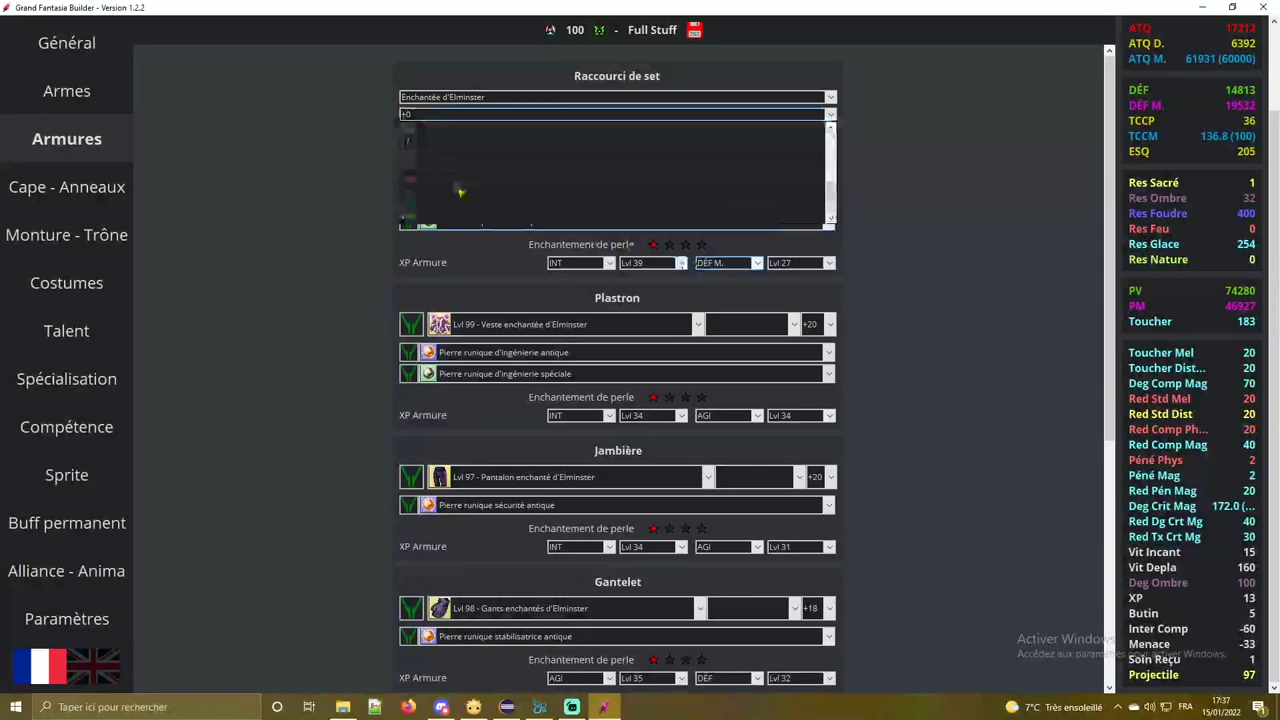 Grand Fantasia Builder - Version 1.2.2
100 - Full Stuff
Général
Armes
Armures
Cape - Anneaux
Monture - Trône
Costumes
Talent
Spécialisation
Compétence
Sprite
Buff permanent
Alliance - Anima
Paramètres
Raccourci de set
Enchantée d'Elminster
+0
Enchantement de perle
XP Armure INT Lvl 39 DÉF M. Lvl 27
Plastron
Lvl 99 - Veste enchantée d'Elminster +20
Pierre runique d'ingénierie antique
Pierre runique d'ingénierie spéciale
Enchantement de perle
XP Armure INT Lvl 34 AGI Lvl 34
Jambière
Lvl 97 - Pantalon enchanté d'Elminster +20
Pierre runique sécurité antique
Enchantement de perle
XP Armure INT Lvl 34 AGI Lvl 31
Gantelet
Lvl 98 - Gants enchantés d'Elminster +18
Pierre runique stabilisatrice antique
Enchantement de perle
XP Armure AGI Lvl 35 DÉF Lvl 32
ATQ 17212
ATQ D. 6392
ATQ M. 61931 (60000)
DÉF 14813
DÉF M. 19532
TCCP 36
TCCM 136.8 (100)
ESQ 205
Res Sacré 1
Res Ombre 32
Res Foudre 400
Res Feu 0
Res Glace 254
Res Nature 0
PV 74280
PM 46927
Toucher 183
Toucher Mel 20
Toucher Dist... 20
Deg Comp Mag 70
Red Std Mel 20
Red Std Dist 20
Red Comp Ph... 20
Red Comp Mag 40
Péné Phys 2
Péné Mag 2
Red Pén Mag 20
Deg Crit Mag 172.0 (...
Red Dg Crt Mg 40
Red Tx Crt Mg 30
Vit Incant 15
Vit Depla 160
Deg Ombre 100
XP 13
Butin 5
Inter Comp -60
Menace -33
Soin Reçu 1
Projectile 97
Activer Windows
Accédez aux paramètres pour activer Windows.
Taper ici pour rechercher
7°C Très ensoleillé
FRA
17:37
15/01/2022